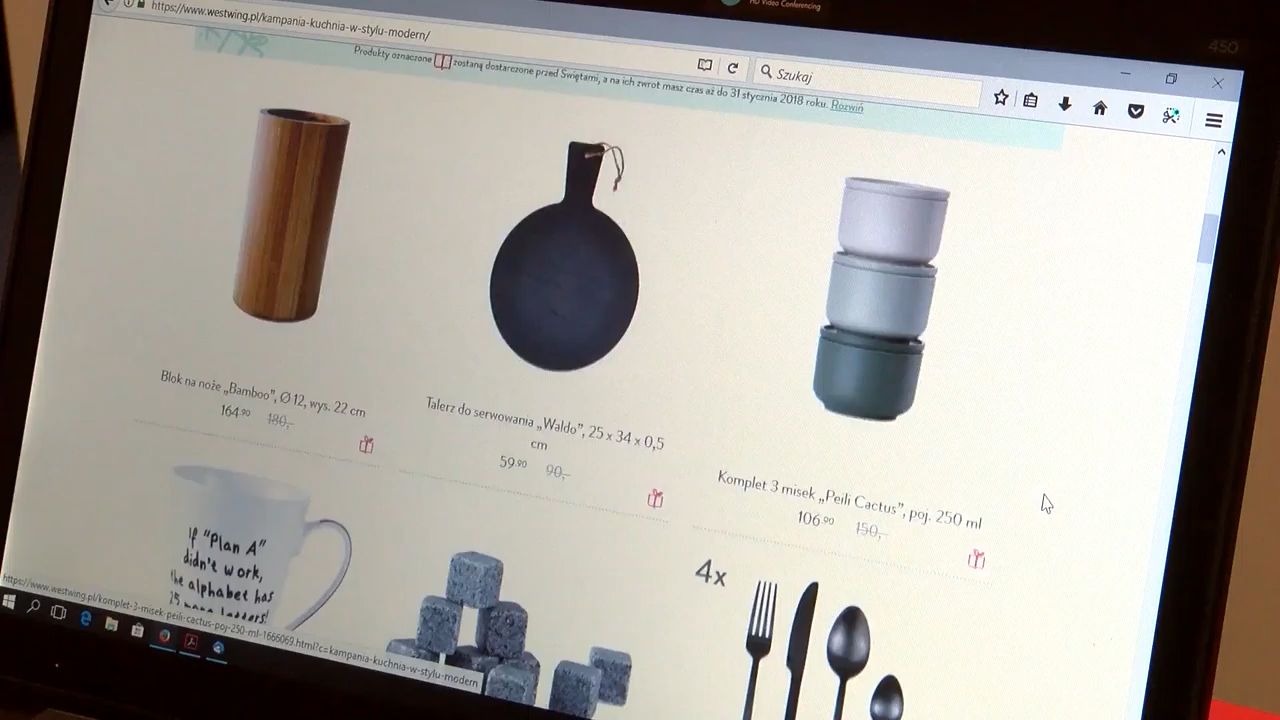 HD Video Conferencing
450
https://www.westwing.pl/kampania-kuchnia-w-stylu-modern/
Szukaj
Produkty oznaczone zostaną dostarczone przed Świętami, a na ich zwrot masz czas aż do 31 stycznia 2018 roku. Rozwiń
Blok na noże „Bamboo”, Ø 12, wys. 22 cm
164,90 180,-
Talerz do serwowania „Waldo”, 25 x 34 x 0,5
cm
59,90 90,-
Komplet 3 misek „Peili Cactus”, poj. 250 ml
106,90 150,-
If "Plan A"
didn't work,
the alphabet has
25
4x
https://www.westwing.pl/komplet-3-misek-peili-cactus-poj-250-ml-1666069.html?c=kampania-kuchnia-w-stylu-modern